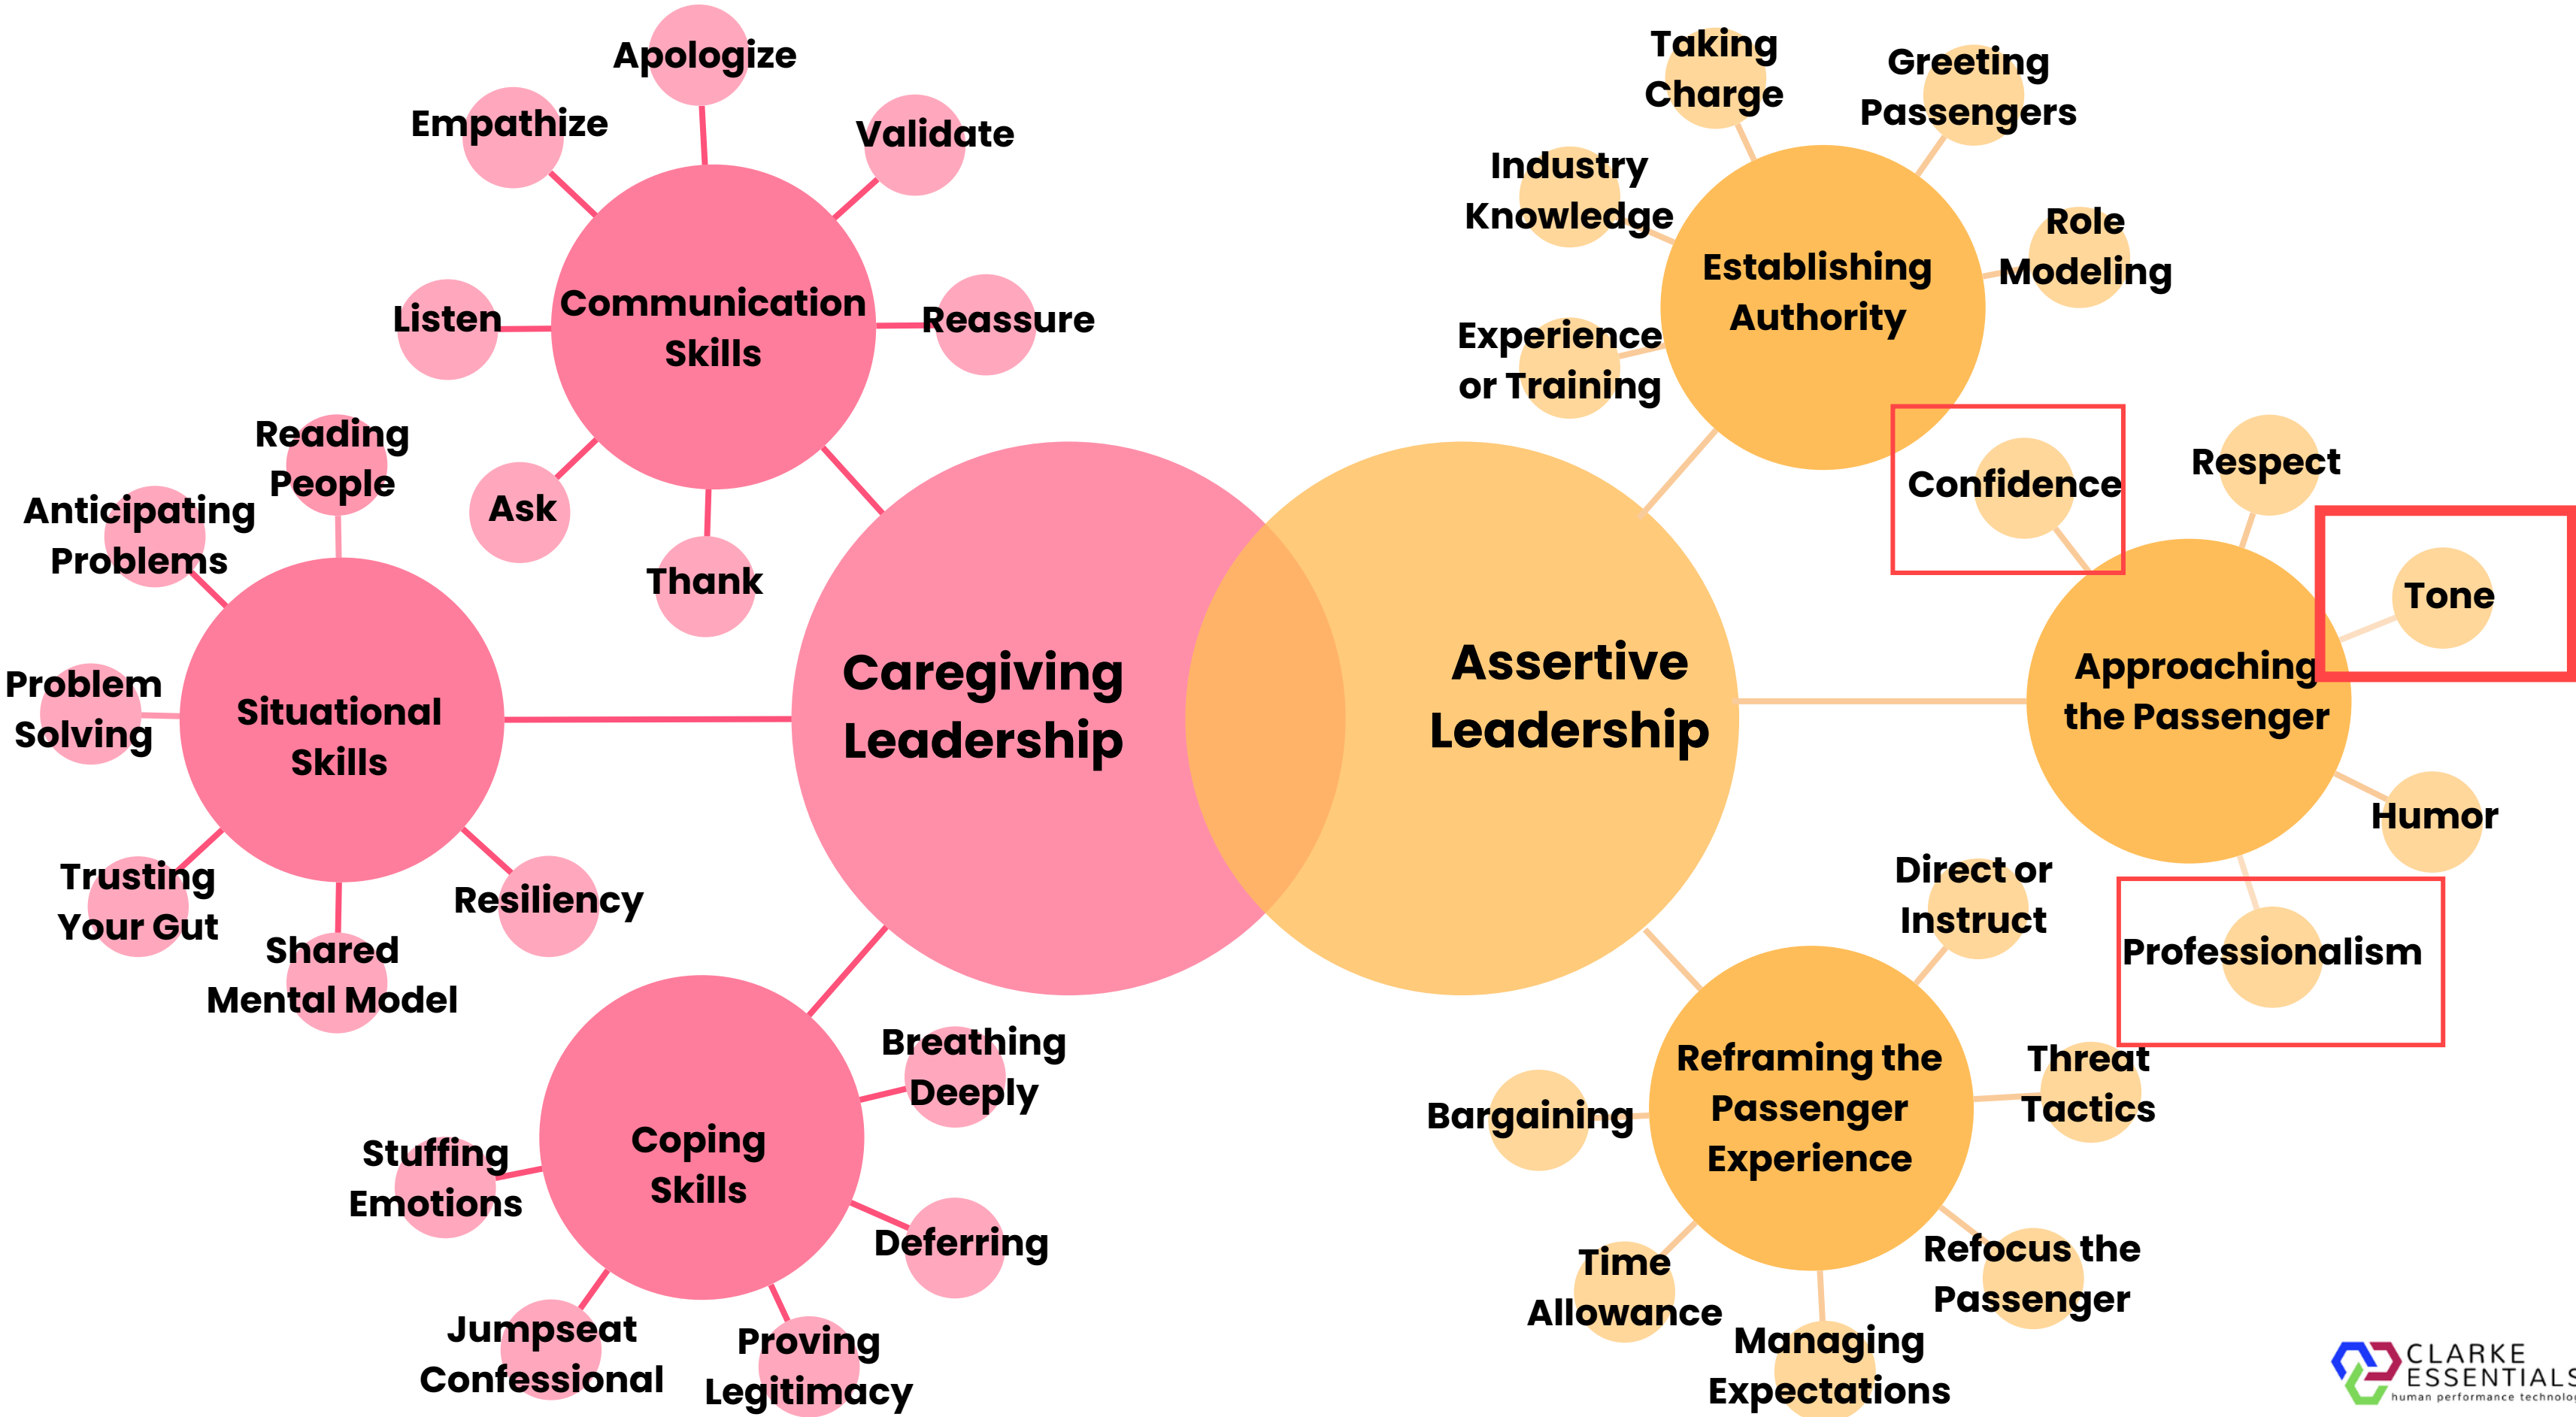 Apologize
Empathize
Validate
Listen
Communication
Skills
Reassure
Ask
Thank
Reading
People
Anticipating
Problems
Problem
Solving
Situational
Skills
Trusting
Your Gut
Shared
Mental Model
Resiliency
Caregiving
Leadership
Breathing
Deeply
Coping
Skills
Stuffing
Emotions
Deferring
Jumpseat
Confessional
Proving
Legitimacy
Taking
Charge
Greeting
Passengers
Industry
Knowledge
Role
Modeling
Establishing
Authority
Experience
or Training
Confidence
Respect
Tone
Assertive
Leadership
Approaching
the Passenger
Humor
Professionalism
Direct or
Instruct
Reframing the
Passenger
Experience
Threat
Tactics
Bargaining
Time
Allowance
Refocus the
Passenger
Managing
Expectations
CLARKE
ESSENTIALS
human performance